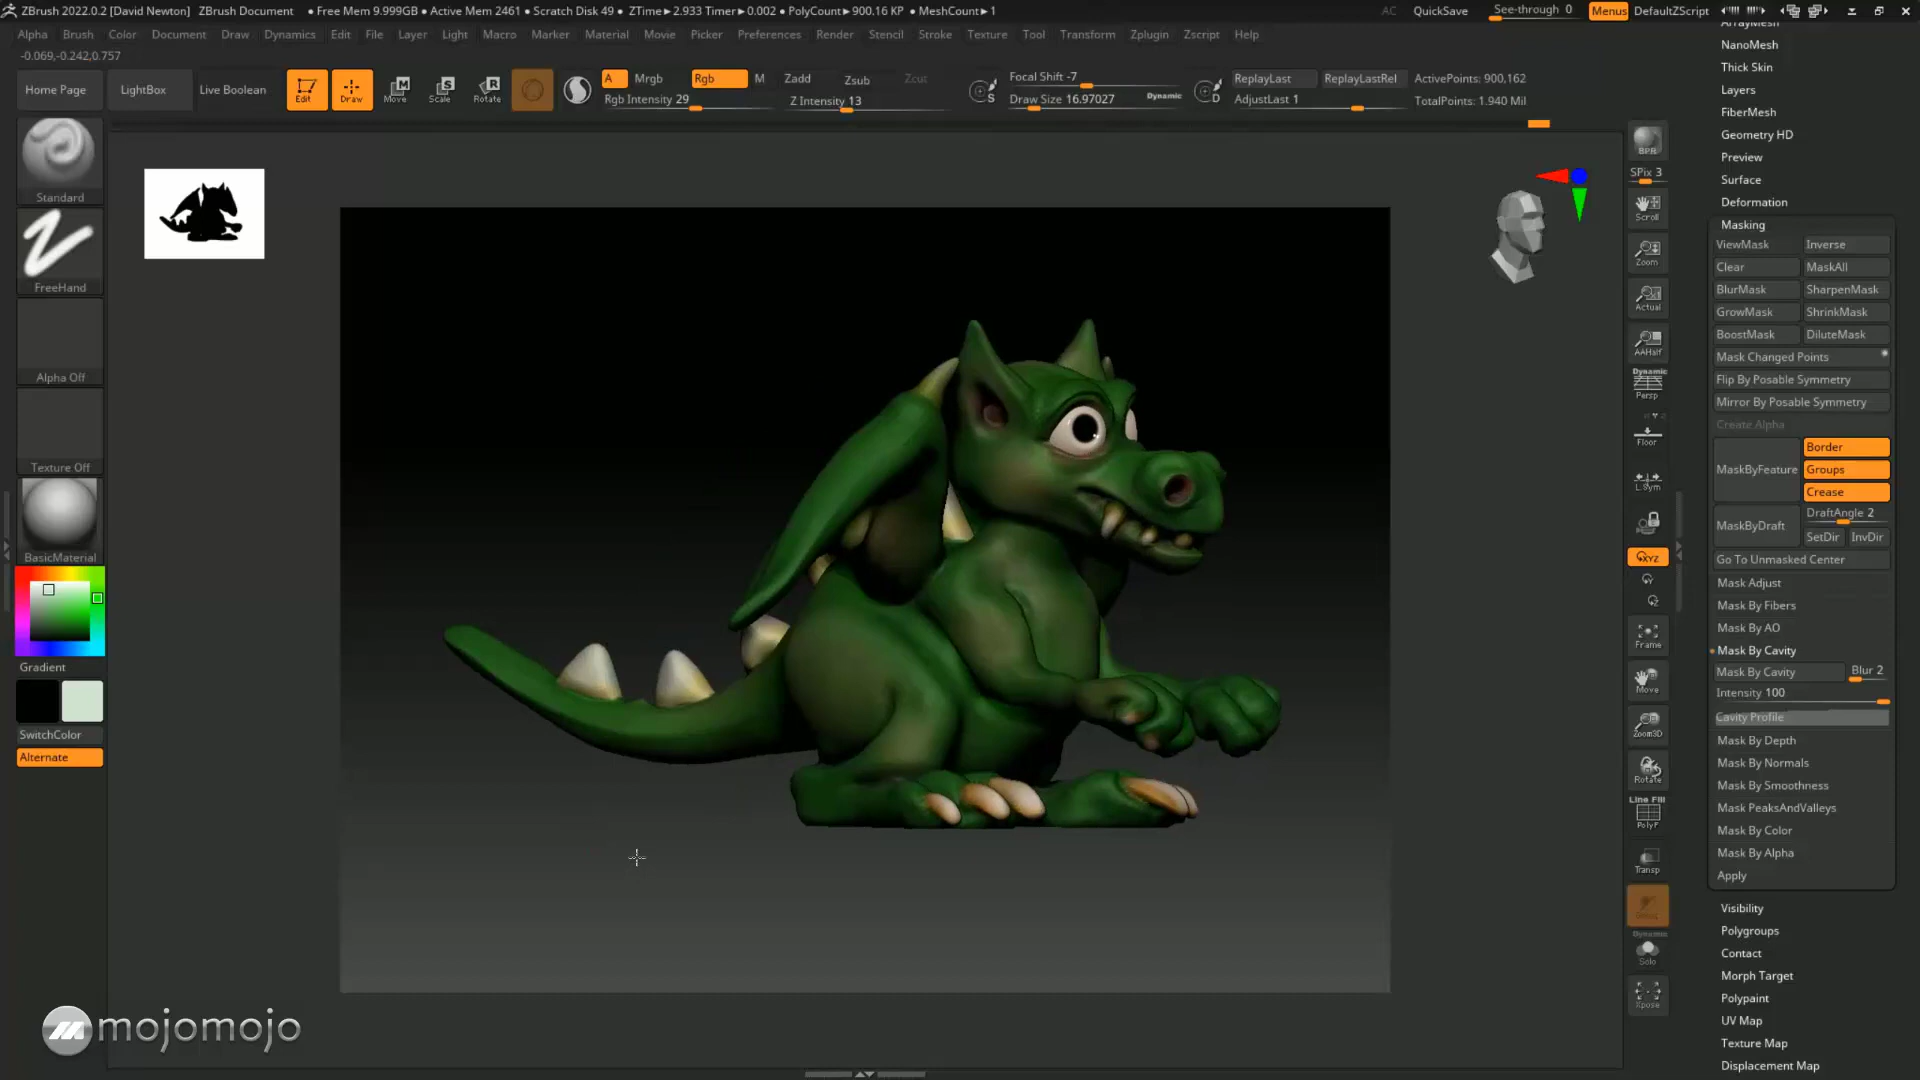 ZBrush 2022.0.2 [David Newton] ZBrush Document • Free Mem 9.999GB • Active Mem 2461 • Scratch Disk 49 • ZTime►2.933 Timer►0.002 • PolyCount►900.16 KP • MeshCount►1 AC QuickSave See-through 0 Menus DefaultZScript
Alpha Brush Color Document Draw Dynamics Edit File Layer Light Macro Marker Material Movie Picker Preferences Render Stencil Stroke Texture Tool Transform Zplugin Zscript Help
-0.069,-0.242,0.757
Home Page LightBox Live Boolean Edit Draw Move Scale Rotate
A Mrgb Rgb M Zadd Zsub Zcut
Rgb Intensity 29 Z Intensity 13
Focal Shift -7
Draw Size 16.97027 Dynamic
S
D
ReplayLast ReplayLastRel ActivePoints: 900,162
AdjustLast 1 TotalPoints: 1.940 Mil
Standard
FreeHand
Alpha Off
Texture Off
BasicMaterial
Gradient
SwitchColor
Alternate
BPR
SPix 3
Scroll
Zoom
Actual
AAHalf
Dynamic
Persp
Floor
L.Sym
XYZ
Frame
Move
Zoom3D
Rotate
Line Fill
PolyF
Transp
Dynamic
Solo
Xpose
ArrayMesh
NanoMesh
Thick Skin
Layers
FiberMesh
Geometry HD
Preview
Surface
Deformation
Masking
ViewMask Inverse
Clear MaskAll
BlurMask SharpenMask
GrowMask ShrinkMask
BoostMask DiluteMask
Mask Changed Points
Flip By Posable Symmetry
Mirror By Posable Symmetry
Create Alpha
MaskByFeature Border
Groups
Crease
MaskByDraft DraftAngle 2
SetDir InvDir
Go To Unmasked Center
Mask Adjust
Mask By Fibers
Mask By AO
Mask By Cavity
Mask By Cavity Blur 2
Intensity 100
Cavity Profile
Mask By Depth
Mask By Normals
Mask By Smoothness
Mask PeaksAndValleys
Mask By Color
Mask By Alpha
Apply
Visibility
Polygroups
Contact
Morph Target
Polypaint
UV Map
Texture Map
Displacement Map
mojomojo